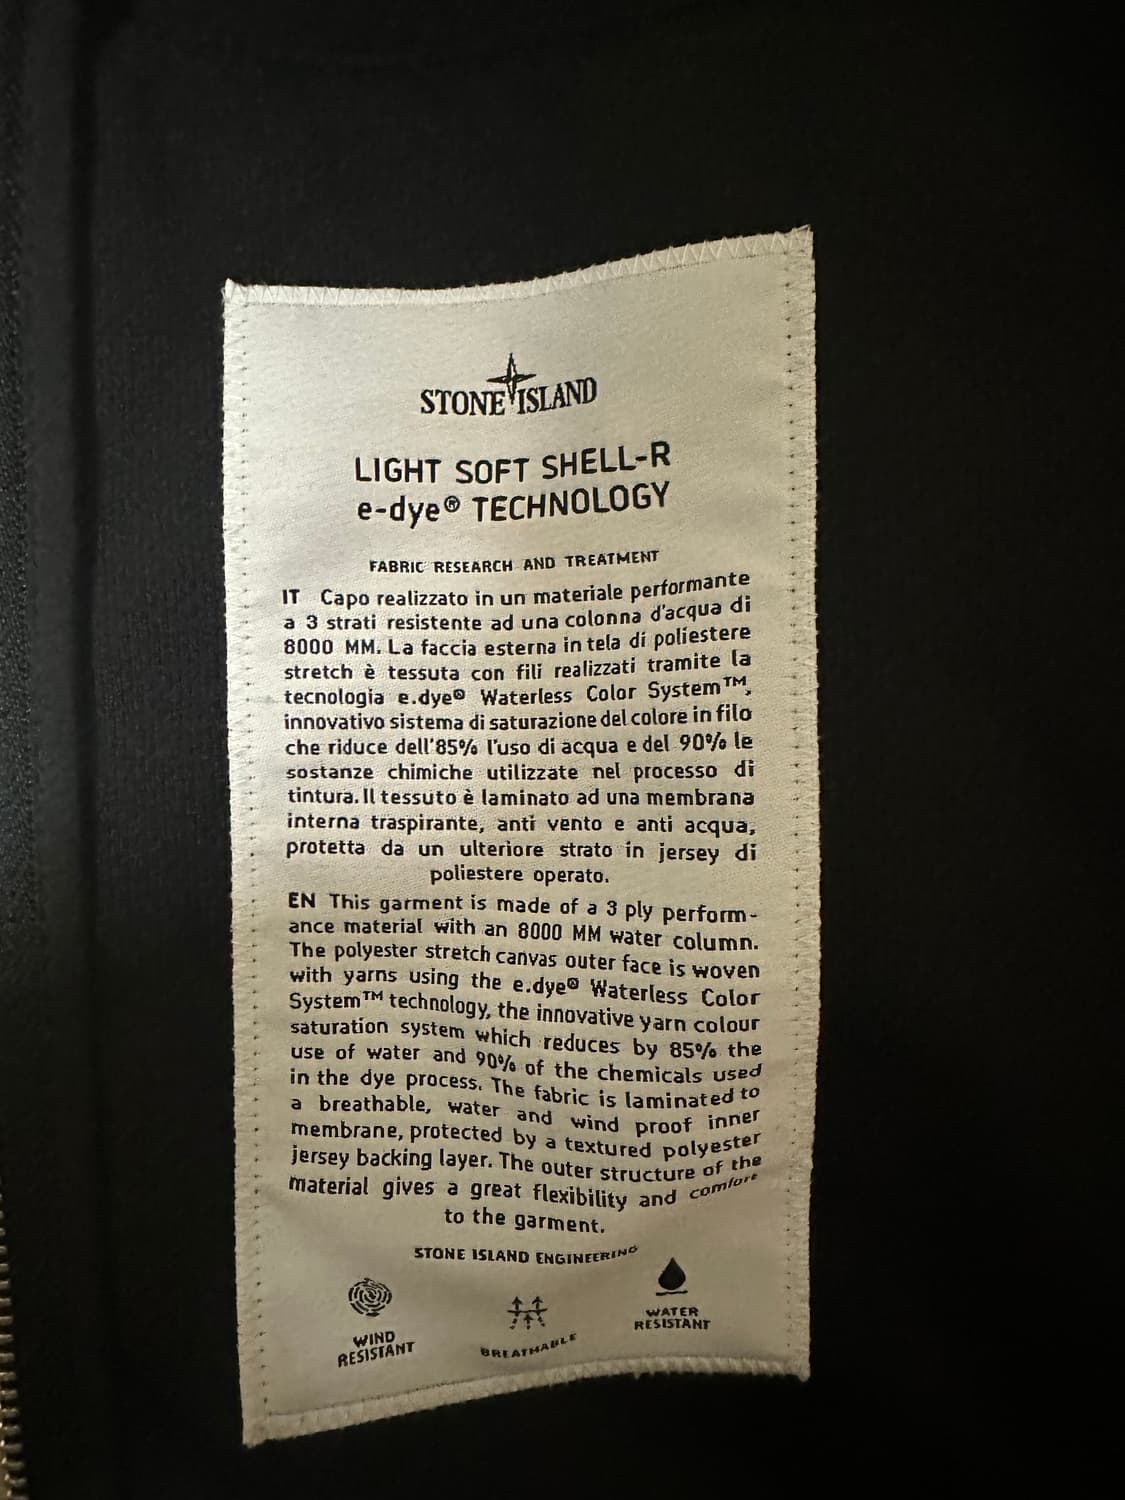 STONE ISLAND
LIGHT SOFT SHELL-R
e-dye® TECHNOLOGY
FABRIC RESEARCH AND TREATMENT
IT Capo realizzato in un materiale performante
a 3 strati resistente ad una colonna d'acqua di
8000 MM. La faccia esterna in tela di poliestere
stretch è tessuta con fili realizzati tramite la
tecnologia e.dye® Waterless Color System™,
innovativo sistema di saturazione del colore in filo
che riduce dell'85% l'uso di acqua e del 90% le
sostanze chimiche utilizzate nel processo di
tintura. Il tessuto è laminato ad una membrana
interna traspirante, anti vento e anti acqua,
protetta da un ulteriore strato in jersey di
poliestere operato.
EN This garment is made of a 3 ply perform-
ance material with an 8000 MM water column.
The polyester stretch canvas outer face is woven
with yarns using the e.dye® Waterless Color
System™ technology, the innovative yarn colour
saturation system which reduces by 85% the
use of water and 90% of the chemicals used
in the dye process. The fabric is laminated to
a breathable, water and wind proof inner
membrane, protected by a textured polyester
jersey backing layer. The outer structure of the
material gives a great flexibility and comfort
to the garment.
STONE ISLAND ENGINEERING
WIND
RESISTANT
BREATHABLE
WATER
RESISTANT